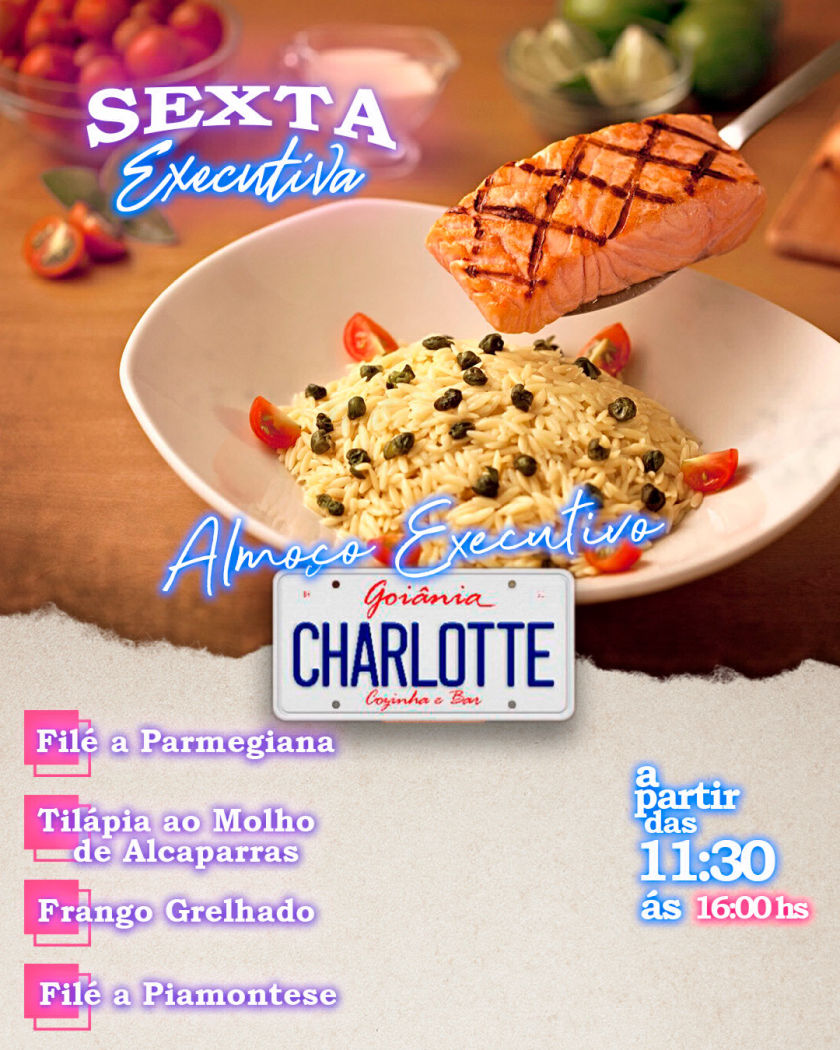 SEXTA
Executiva
Almoço Executivo
Goiânia
CHARLOTTE
Cozinha e Bar
Filé a Parmegiana
Tilápia ao Molho
de Alcaparras
Frango Grelhado
Filé a Piamontese
a
partir
das
11:30
ás 16:00 hs